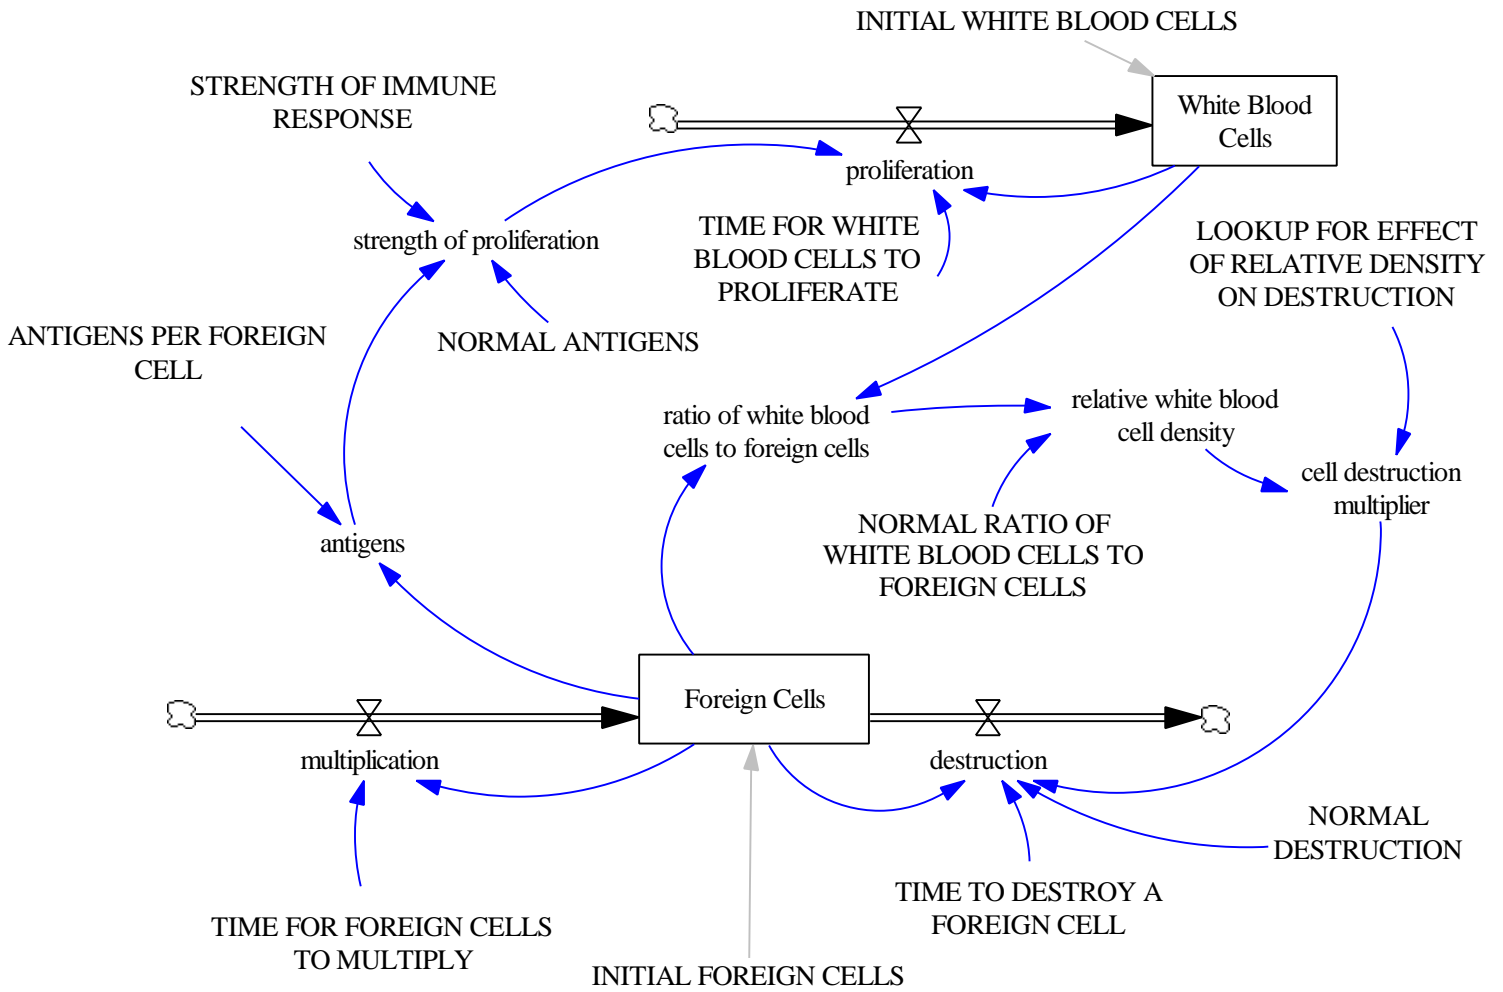 INITIAL WHITE BLOOD CELLS
STRENGTH OF IMMUNE
RESPONSE
White Blood
Cells
proliferation
strength of proliferation
TIME FOR WHITE
BLOOD CELLS TO
PROLIFERATE
LOOKUP FOR EFFECT
OF RELATIVE DENSITY
ON DESTRUCTION
ANTIGENS PER FOREIGN
CELL
NORMAL ANTIGENS
ratio of white blood
cells to foreign cells
relative white blood
cell density
cell destruction
multiplier
NORMAL RATIO OF
WHITE BLOOD CELLS TO
FOREIGN CELLS
antigens
Foreign Cells
multiplication
destruction
NORMAL
DESTRUCTION
TIME TO DESTROY A
FOREIGN CELL
TIME FOR FOREIGN CELLS
TO MULTIPLY
INITIAL FOREIGN CELLS